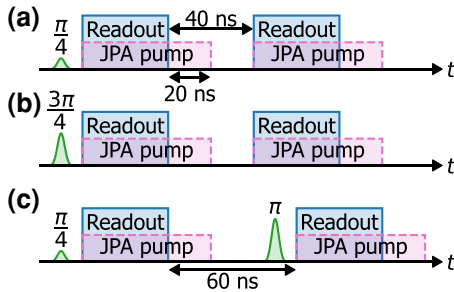 (a) π/4 Readout 40 ns Readout
JPA pump JPA pump t
20 ns
(b) 3π/4 Readout Readout
JPA pump JPA pump t
(c) π/4 Readout π Readout
JPA pump JPA pump t
60 ns